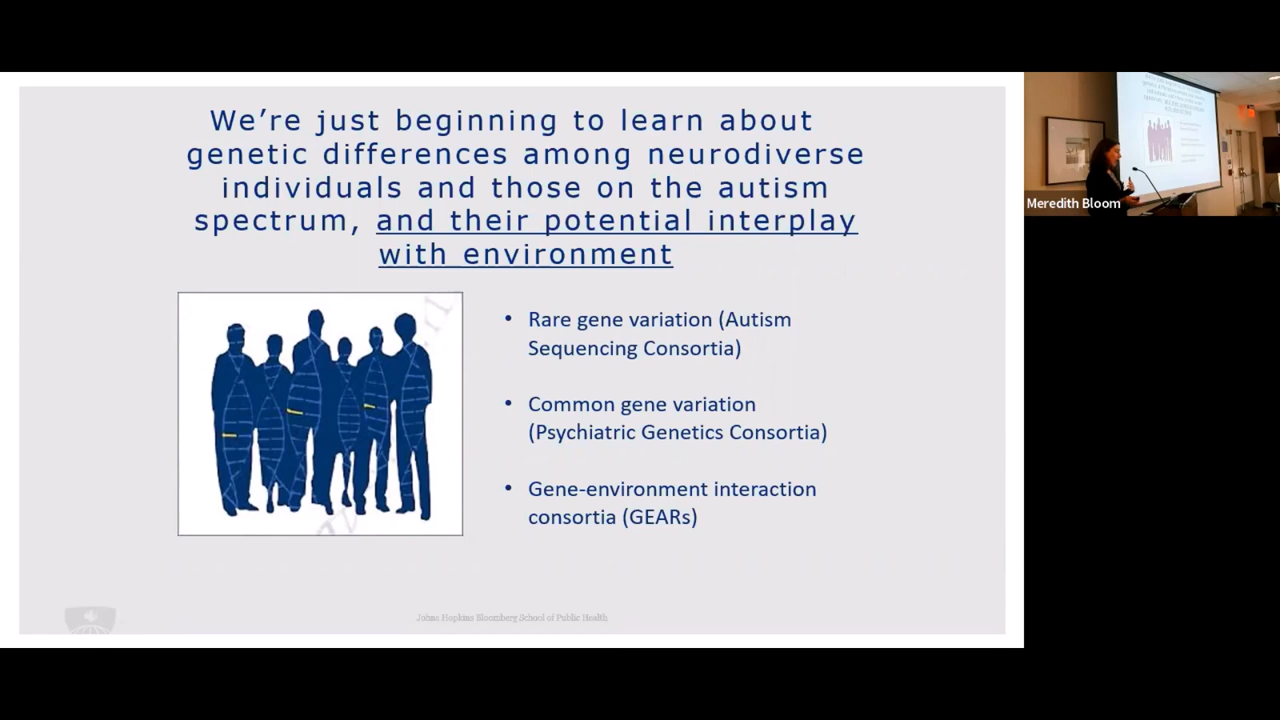 We're just beginning to learn about
genetic differences among neurodiverse
individuals and those on the autism
spectrum, and their potential interplay
with environment
• Rare gene variation (Autism
Sequencing Consortia)
• Common gene variation
(Psychiatric Genetics Consortia)
• Gene-environment interaction
consortia (GEARs)
Johns Hopkins Bloomberg School of Public Health
Meredith Bloom